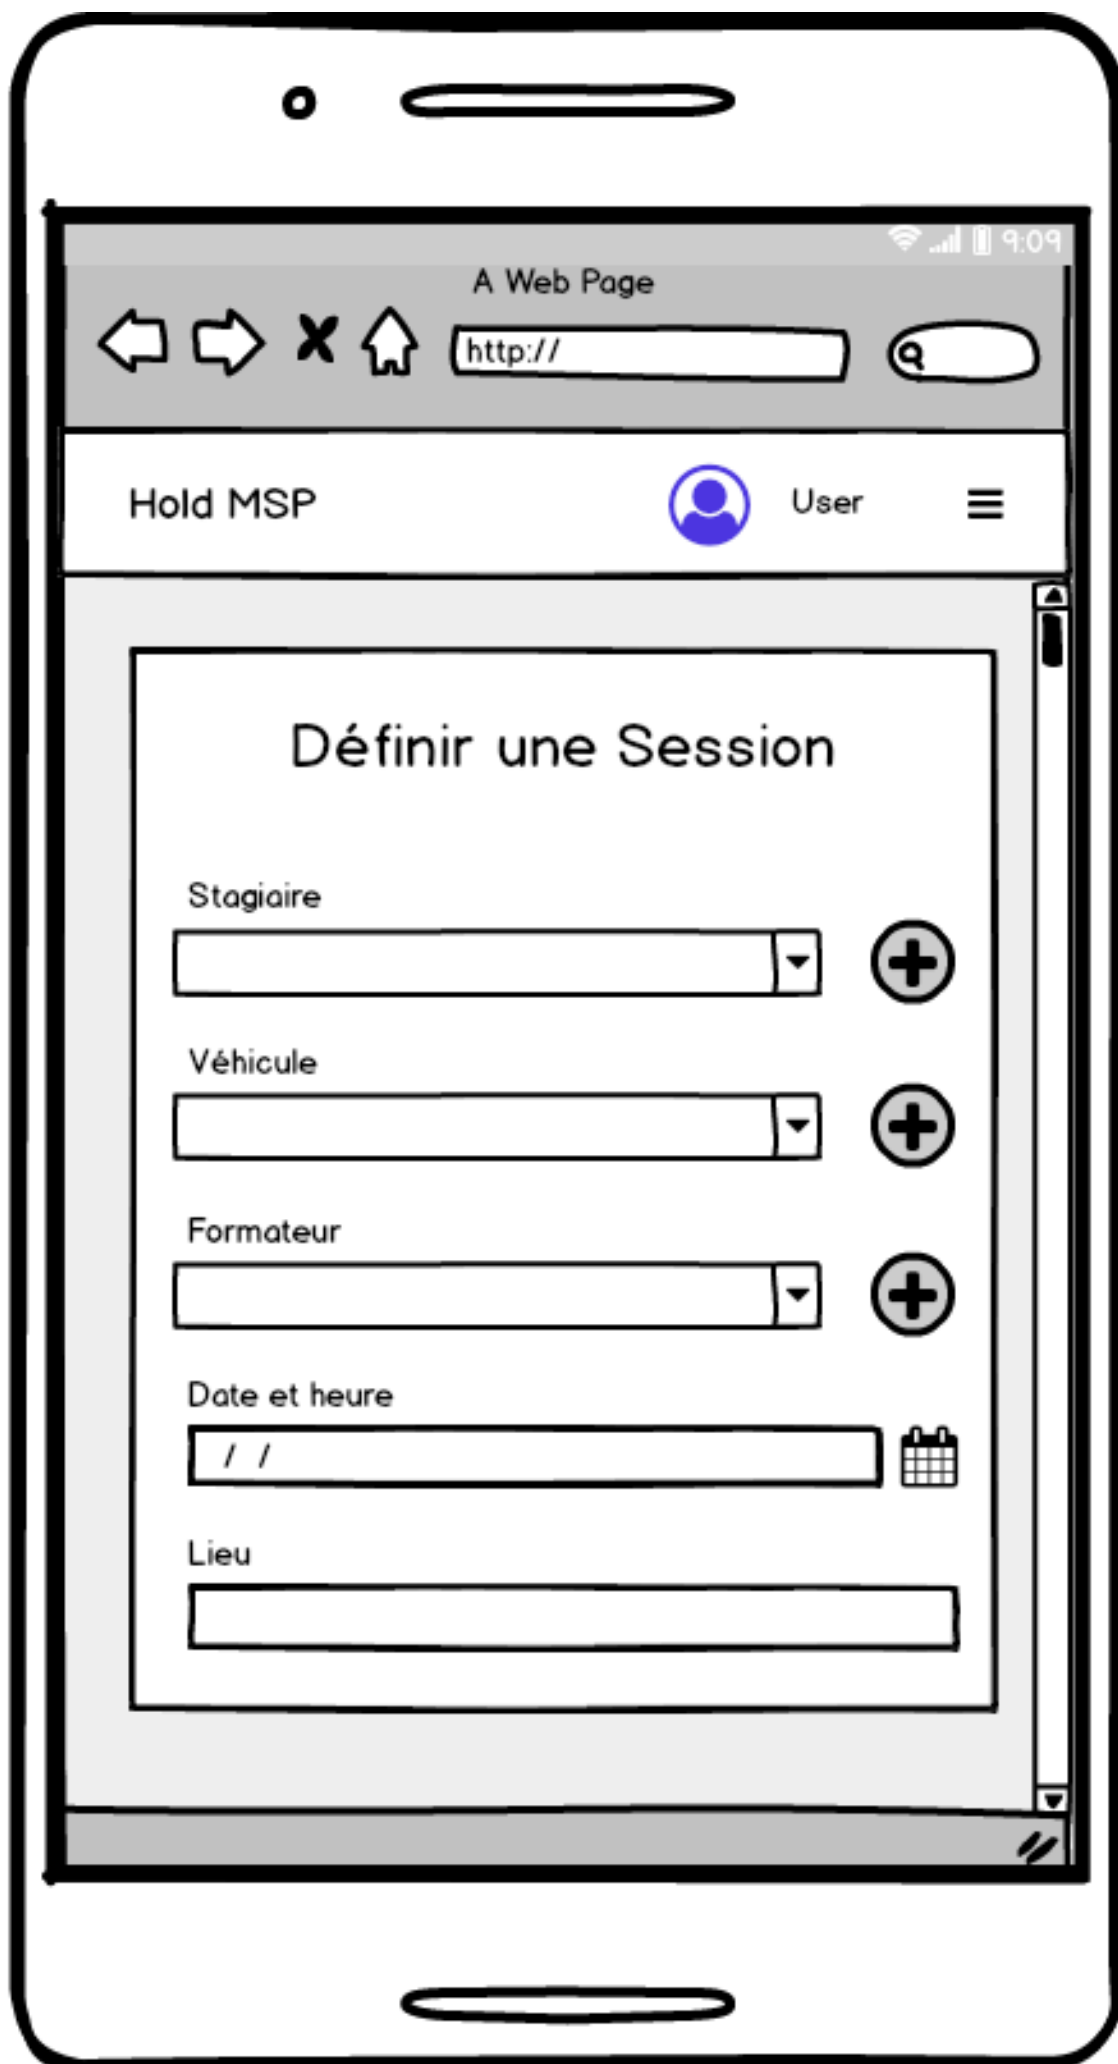 9:09
A Web Page
http://
Hold MSP User
Définir une Session
Stagiaire
Véhicule
Formateur
Date et heure
/ /
Lieu